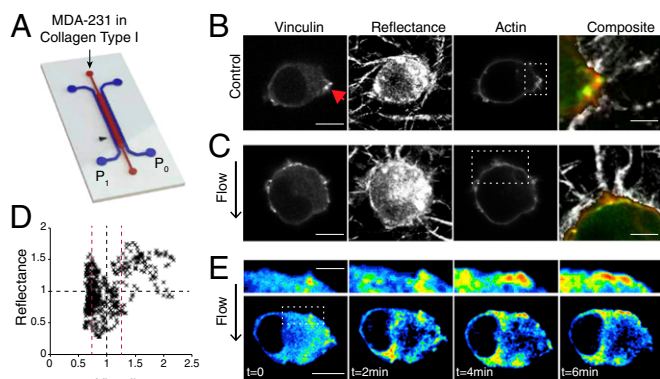 A
MDA-231 in
Collagen Type I
P1
P0
B
Vinculin
Reflectance
Actin
Composite
Control
C
Flow
D
Reflectance
2
1.5
1
0.5
0
0
0.5
1
1.5
2
2.5
E
Flow
t=0
t=2min
t=4min
t=6min